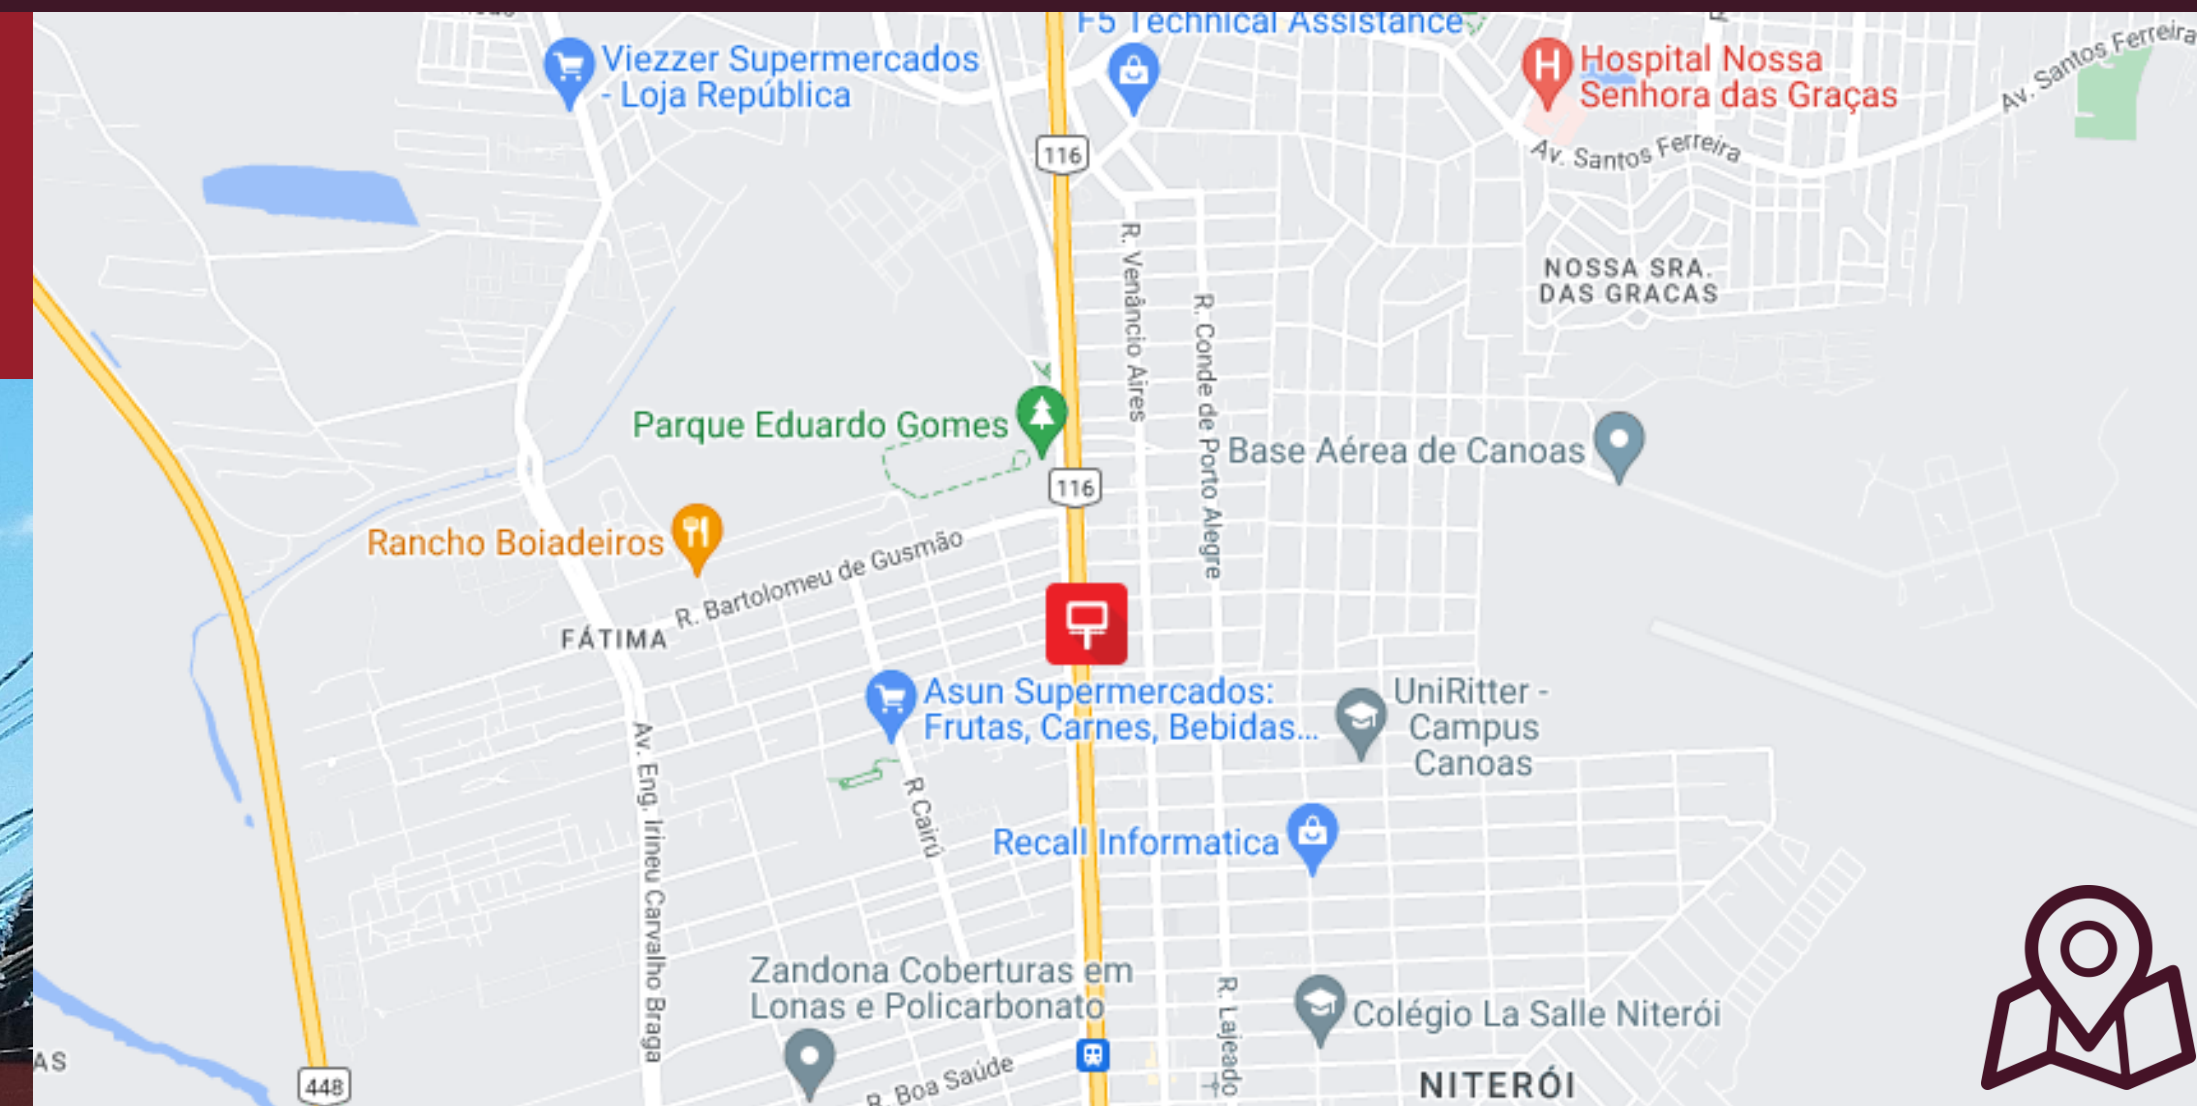 F5 Technical Assistance
Viezzer Supermercados
- Loja República
Hospital Nossa
Senhora das Graças
Av. Santos Ferreira
Av. Santos Ferreira
116
R. Venâncio Aires
R. Conde de Porto Alegre
NOSSA SRA.
DAS GRACAS
Parque Eduardo Gomes
Base Aérea de Canoas
116
Rancho Boiadeiros
R. Bartolomeu de Gusmão
FÁTIMA
Asun Supermercados:
Frutas, Carnes, Bebidas...
UniRitter -
Campus
Canoas
Av. Eng. Irineu Carvalho Braga
R Cairú
Recall Informatica
Zandona Coberturas em
Lonas e Policarbonato
R. Lajeado
Colégio La Salle Niterói
AS
448
R. Boa Saúde
NITERÓI